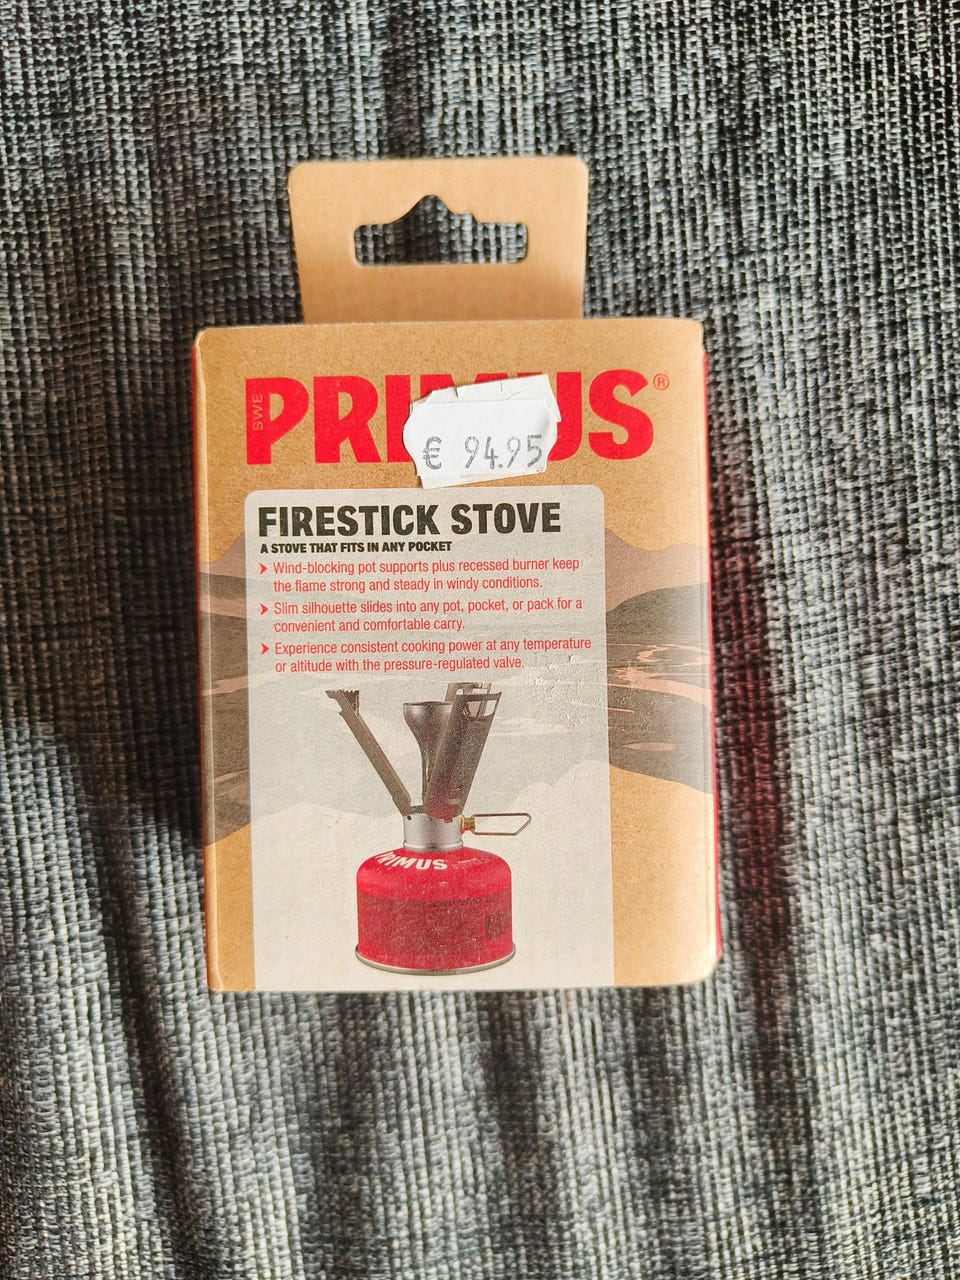 SWE
PRIMUS®
€ 94.95
FIRESTICK STOVE
A STOVE THAT FITS IN ANY POCKET
Wind-blocking pot supports plus recessed burner keep
the flame strong and steady in windy conditions.
Slim silhouette slides into any pot, pocket, or pack for a
convenient and comfortable carry.
Experience consistent cooking power at any temperature
or altitude with the pressure-regulated valve.
PRIMUS